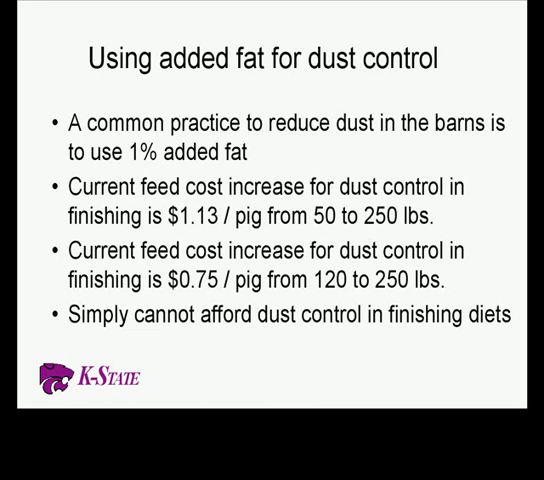 Using added fat for dust control
• A common practice to reduce dust in the barns is
to use 1% added fat
• Current feed cost increase for dust control in
finishing is $1.13 / pig from 50 to 250 lbs.
• Current feed cost increase for dust control in
finishing is $0.75 / pig from 120 to 250 lbs.
• Simply cannot afford dust control in finishing diets
K-STATE